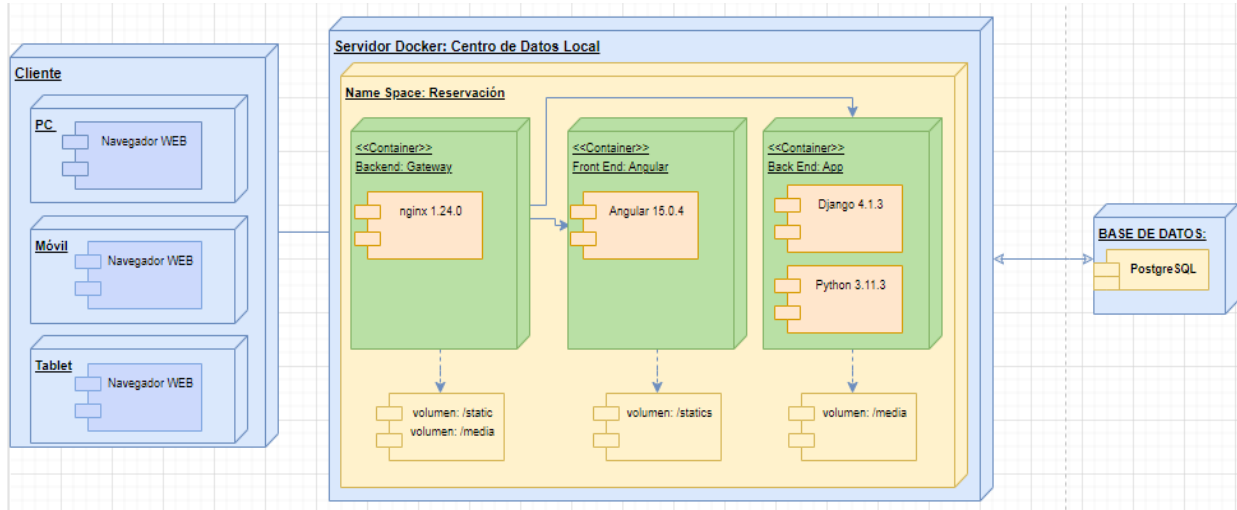 Cliente
PC
Navegador WEB
Móvil
Navegador WEB
Tablet
Navegador WEB
Servidor Docker: Centro de Datos Local
Name Space: Reservación
<<Container>>
Backend: Gateway
nginx 1.24.0
<<Container>>
Front End: Angular
Angular 15.0.4
<<Container>>
Back End: App
Django 4.1.3
Python 3.11.3
volumen: /static
volumen: /media
volumen: /statics
volumen: /media
BASE DE DATOS:
PostgreSQL